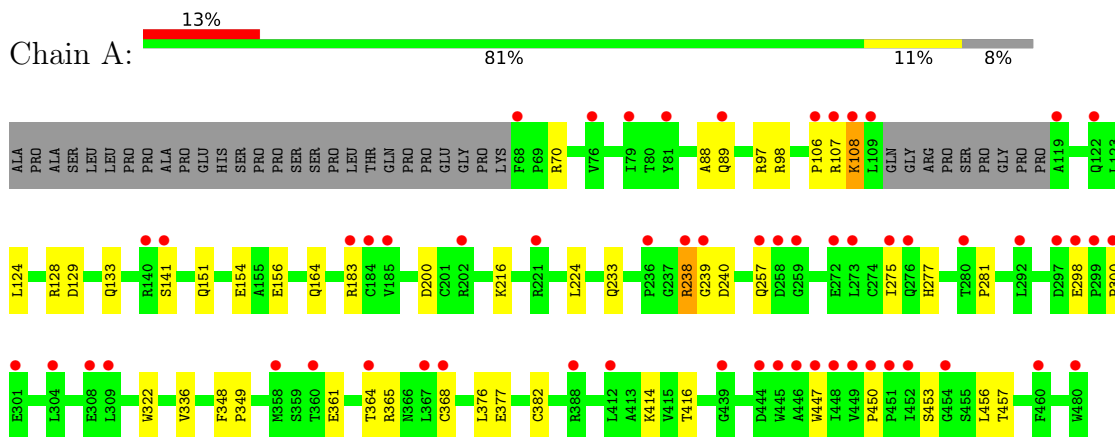 13%
Chain A:
81% 11% 8%
ALA PRO ALA SER LEU LEU PRO PRO ALA PRO GLU HIS SER PRO PRO SER SER PRO LEU THR GLN PRO PRO GLU GLY PRO LYS F68 P69 R70 V76 I79 T80 Y81 A88 Q89 R97 R98 P106 R107 K108 L109 GLN GLY ARG PRO SER PRO GLY PRO PRO A119 Q122 L123
L124 R128 D129 Q133 R140 S141 Q151 E154 A155 E156 Q164 R183 C184 V185 D200 C201 R202 K216 R221 L224 Q233 P236 G237 R238 G239 D240 Q257 D258 G259 E272 L273 C274 I275 Q276 H277 T280 P281 L292 D297 E298 P299 P300
E301 L304 E308 L309 W322 V336 F348 P349 M358 S359 T360 E361 T364 R365 N366 L367 C368 L376 E377 C382 R388 L412 A413 K414 V415 T416 G439 D444 W445 A446 W447 I448 V449 P450 P451 T452 S453 G454 S455 L456 T457 F460 W480